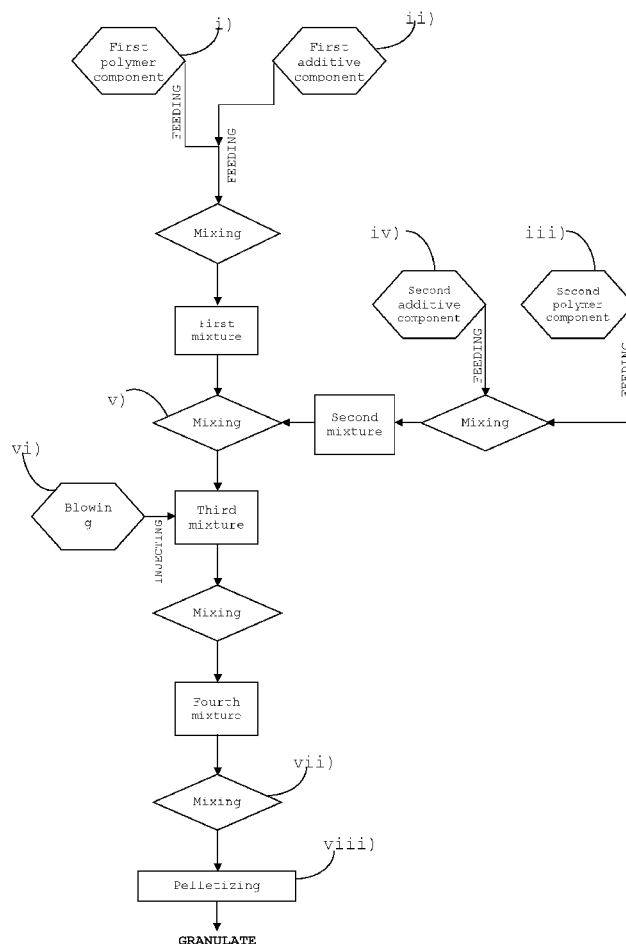 i)
ii)
First
polymer
component
First
additive
component
FEEDING
FEEDING
Mixing
iv)
iii)
Second
additive
component
Second
polymer
component
First
mixture
FEEDING
FEEDING
v)
Mixing
Second
mixture
Mixing
vi)
Blowin
g
INJECTING
Third
mixture
Mixing
Fourth
mixture
vii)
Mixing
viii)
Pelletizing
GRANULATE